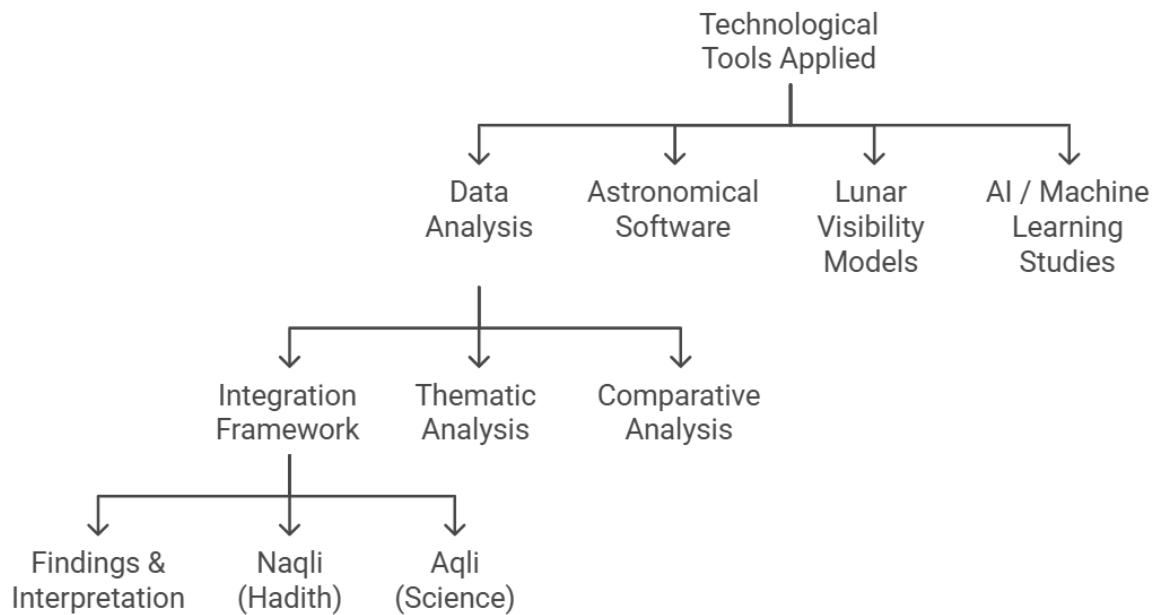 Technological
Tools Applied
Data
Analysis
Astronomical
Software
Lunar
Visibility
Models
AI / Machine
Learning
Studies
Integration
Framework
Thematic
Analysis
Comparative
Analysis
Findings &
Interpretation
Naqli
(Hadith)
Aqli
(Science)